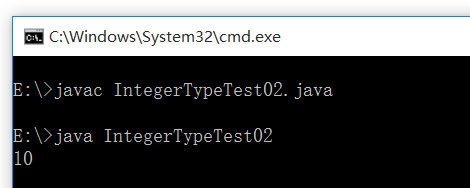 C:\Windows\System32\cmd.exe
E:\>javac IntegerTypeTest02.java
E:\>java IntegerTypeTest02
10